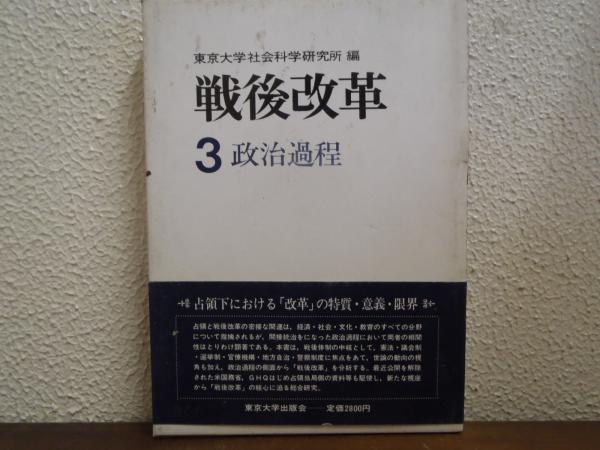 東京大学社会科学研究所 編
戦後改革
3 政治過程
占領下における「改革」の特質・意義・限界
占領と戦後改革の密接な関連は、経済・社会・文化・教育のすべての分野
について指摘されるが、間接統治をになった政治過程において両者の相関
性はとりわけ顕著である。本書は、戦後体制の中核として、憲法・議会制
・選挙制・官僚機構・地方自治・警察制度に焦点をあて、世論の動向の視
角も加え、政治過程の側面から「戦後改革」を分析する。最近公開を解除
された米国務省、GHQはじめ占領当局側の資料等も駆使し、新たな視座
から「戦後改革」の核心に迫る総合研究。
東京大学出版会——定価2800円